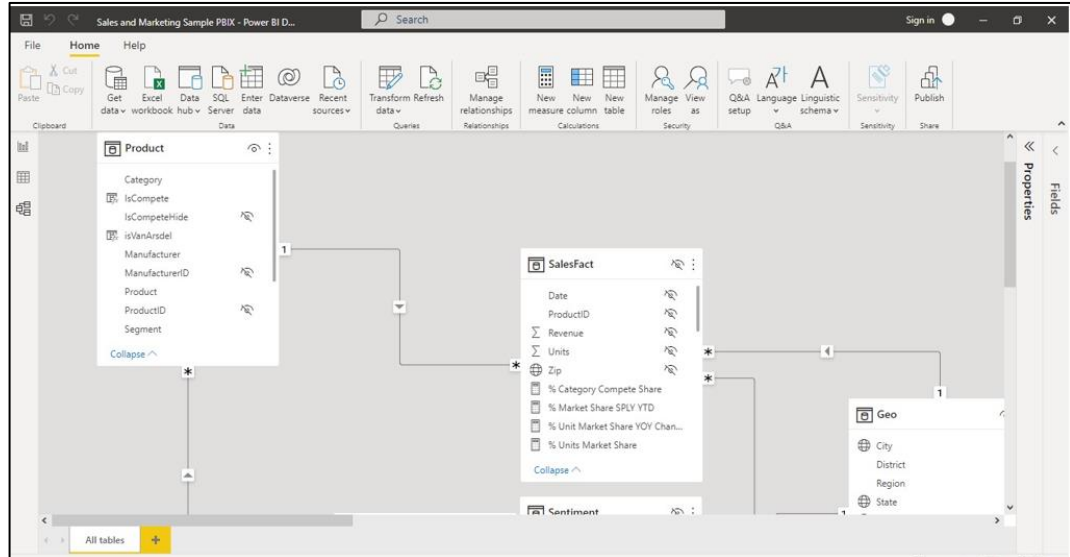 Sales and Marketing Sample PBIX - Power BI D...
Search
Sign in
File Home Help
Paste
Cut
Copy
Clipboard
Get data
Excel workbook
Data hub
SQL Server
Enter data
Dataverse
Recent sources
Data
Transform data
Refresh
Queries
Manage relationships
Relationships
New measure
New column
New table
Calculations
Manage roles
View as
Security
Q&A setup
Language
Linguistic schema
Q&A
Sensitivity
Sensitivity
Publish
Share
Product
Category
IsCompete
IsCompeteHide
isVanArsdel
Manufacturer
ManufacturerID
Product
ProductID
Segment
Collapse
1
*
SalesFact
Date
ProductID
Revenue
Units
Zip
% Category Compete Share
% Market Share SPLY YTD
% Unit Market Share YOY Chan...
% Units Market Share
Collapse
*
*
*
Sentiment
1
Geo
City
District
Region
State
1
Properties
Fields
All tables